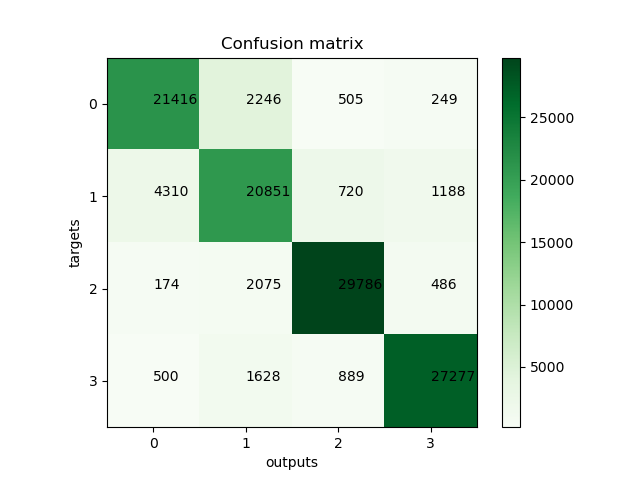 Confusion matrix
0 21416 2246 505 249
1 4310 20851 720 1188
2 174 2075 29786 486
3 500 1628 889 27277
0 1 2 3
outputs
targets
25000
20000
15000
10000
5000